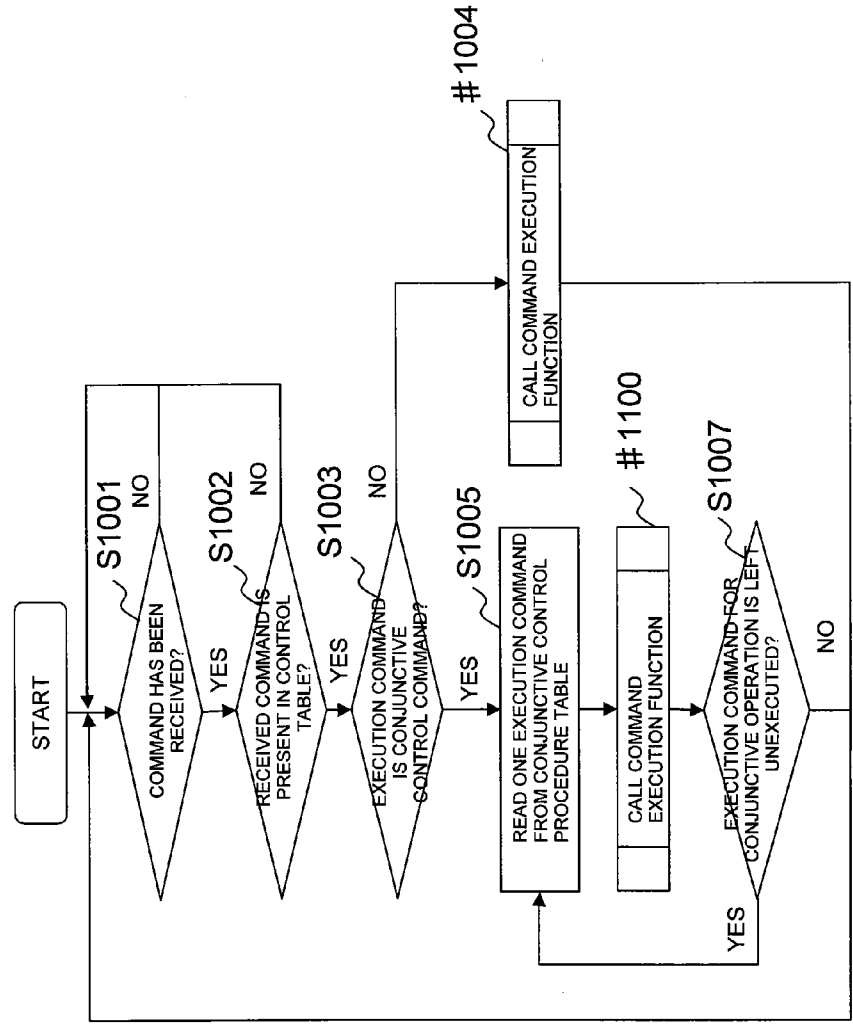 START
S1001
COMMAND HAS BEEN
RECEIVED?
NO
YES
S1002
RECEIVED COMMAND IS
PRESENT IN CONTROL
TABLE?
NO
YES
S1003
EXECUTION COMMAND
IS CONJUNCTIVE
CONTROL COMMAND?
NO
YES
#1004
CALL COMMAND EXECUTION
FUNCTION
S1005
READ ONE EXECUTION COMMAND
FROM CONJUNCTIVE CONTROL
PROCEDURE TABLE
#1100
CALL COMMAND
EXECUTION FUNCTION
S1007
EXECUTION COMMAND FOR
CONJUNCTIVE OPERATION IS LEFT
UNEXECUTED?
YES
NO